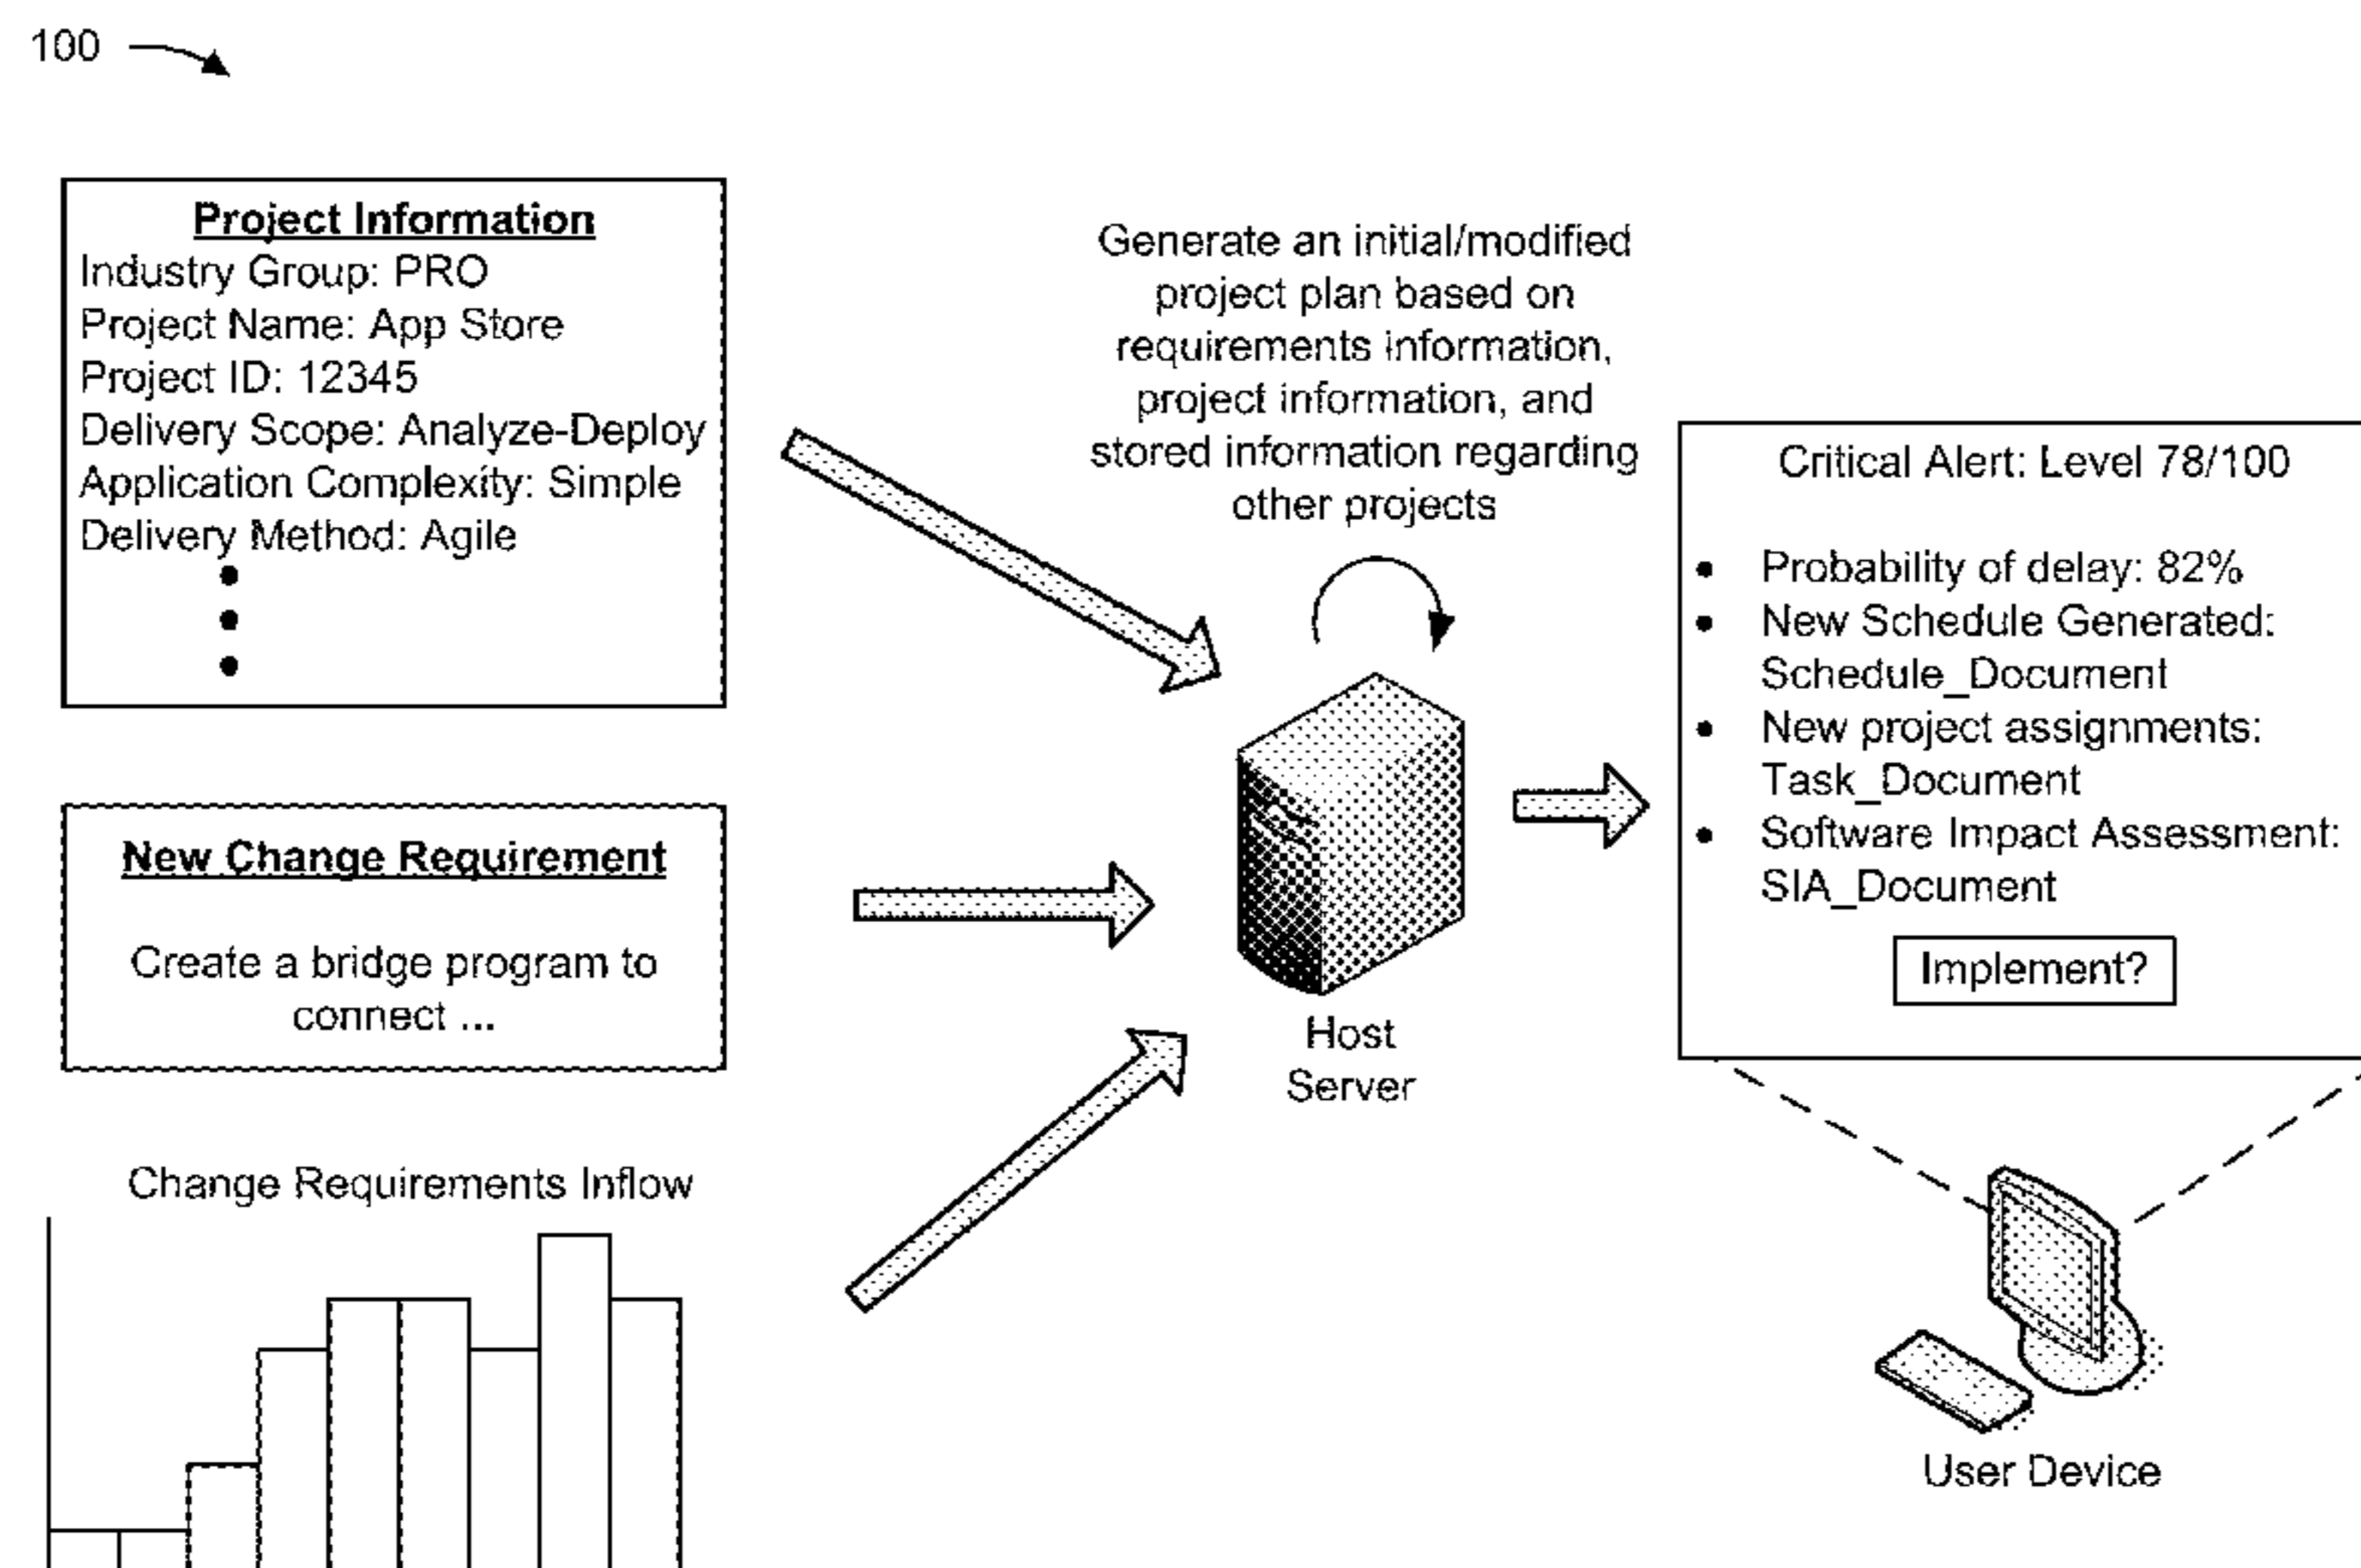 100
Project Information
Industry Group: PRO
Project Name: App Store
Project ID: 12345
Delivery Scope: Analyze-Deploy
Application Complexity: Simple
Delivery Method: Agile
New Change Requirement
Create a bridge program to
connect ...
Change Requirements Inflow
Generate an initial/modified
project plan based on
requirements information,
project information, and
stored information regarding
other projects
Host
Server
Critical Alert: Level 78/100
• Probability of delay: 82%
• New Schedule Generated:
Schedule_Document
• New project assignments:
Task_Document
• Software Impact Assessment:
SIA_Document
Implement?
User Device